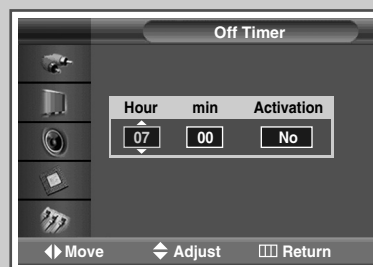 Off Timer
Hour min Activation
07 00 No
Move Adjust Return